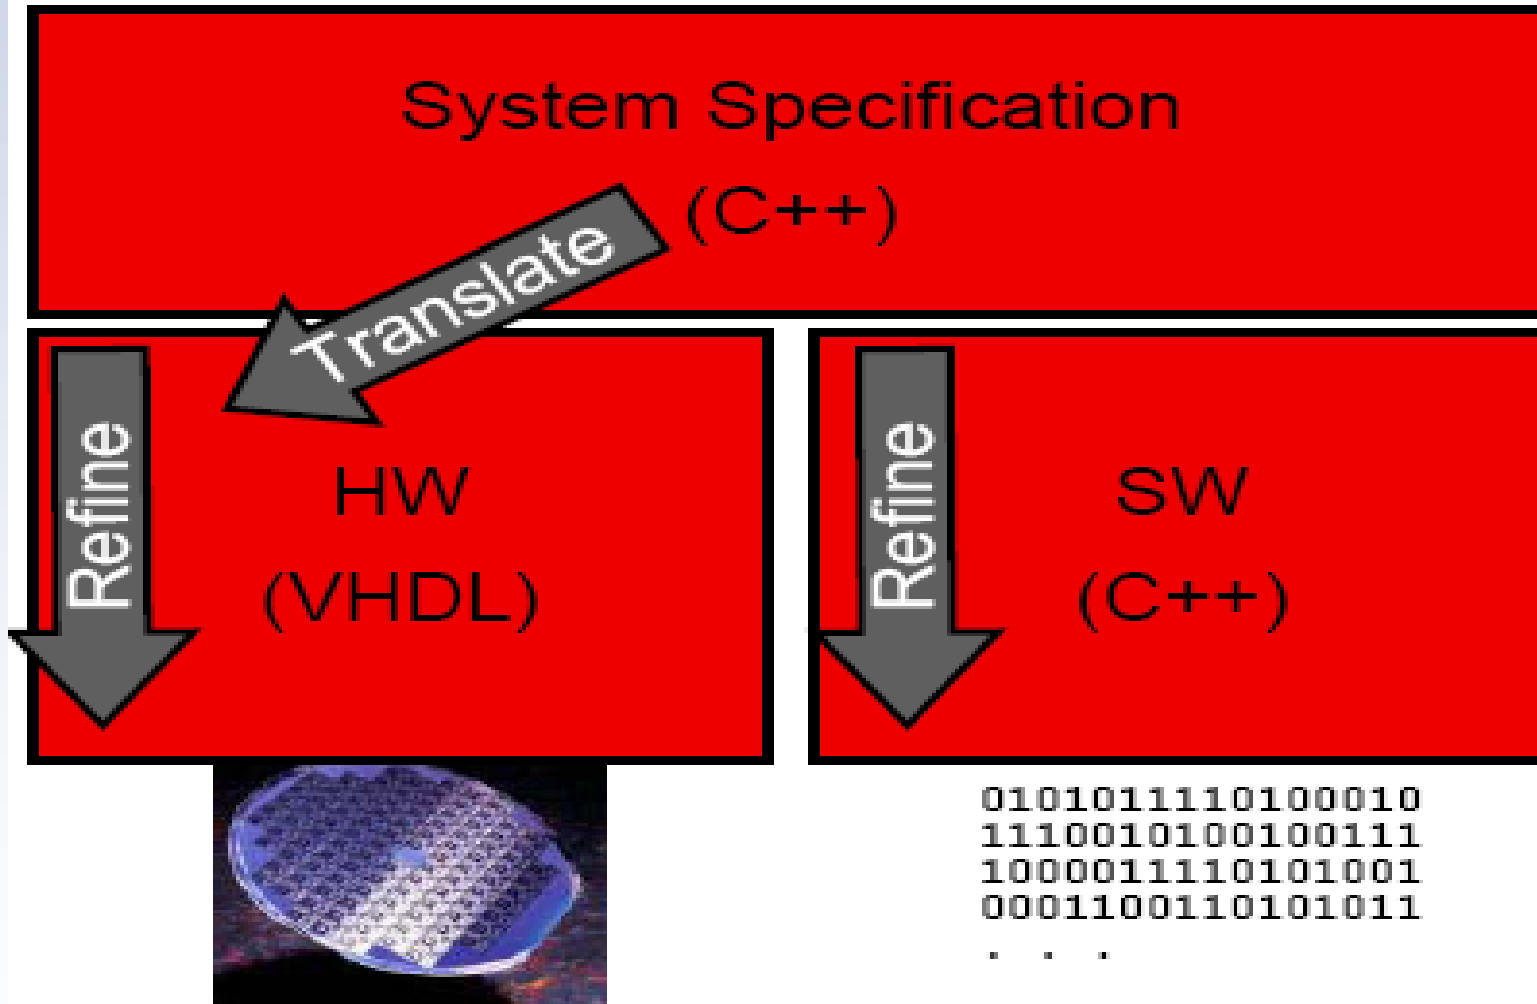 System Specification
(C++)
Translate
Refine
HW
(VHDL)
Refine
SW
(C++)
0101011110100010
1110010100100111
1000011110101001
0001100110101011
. . .